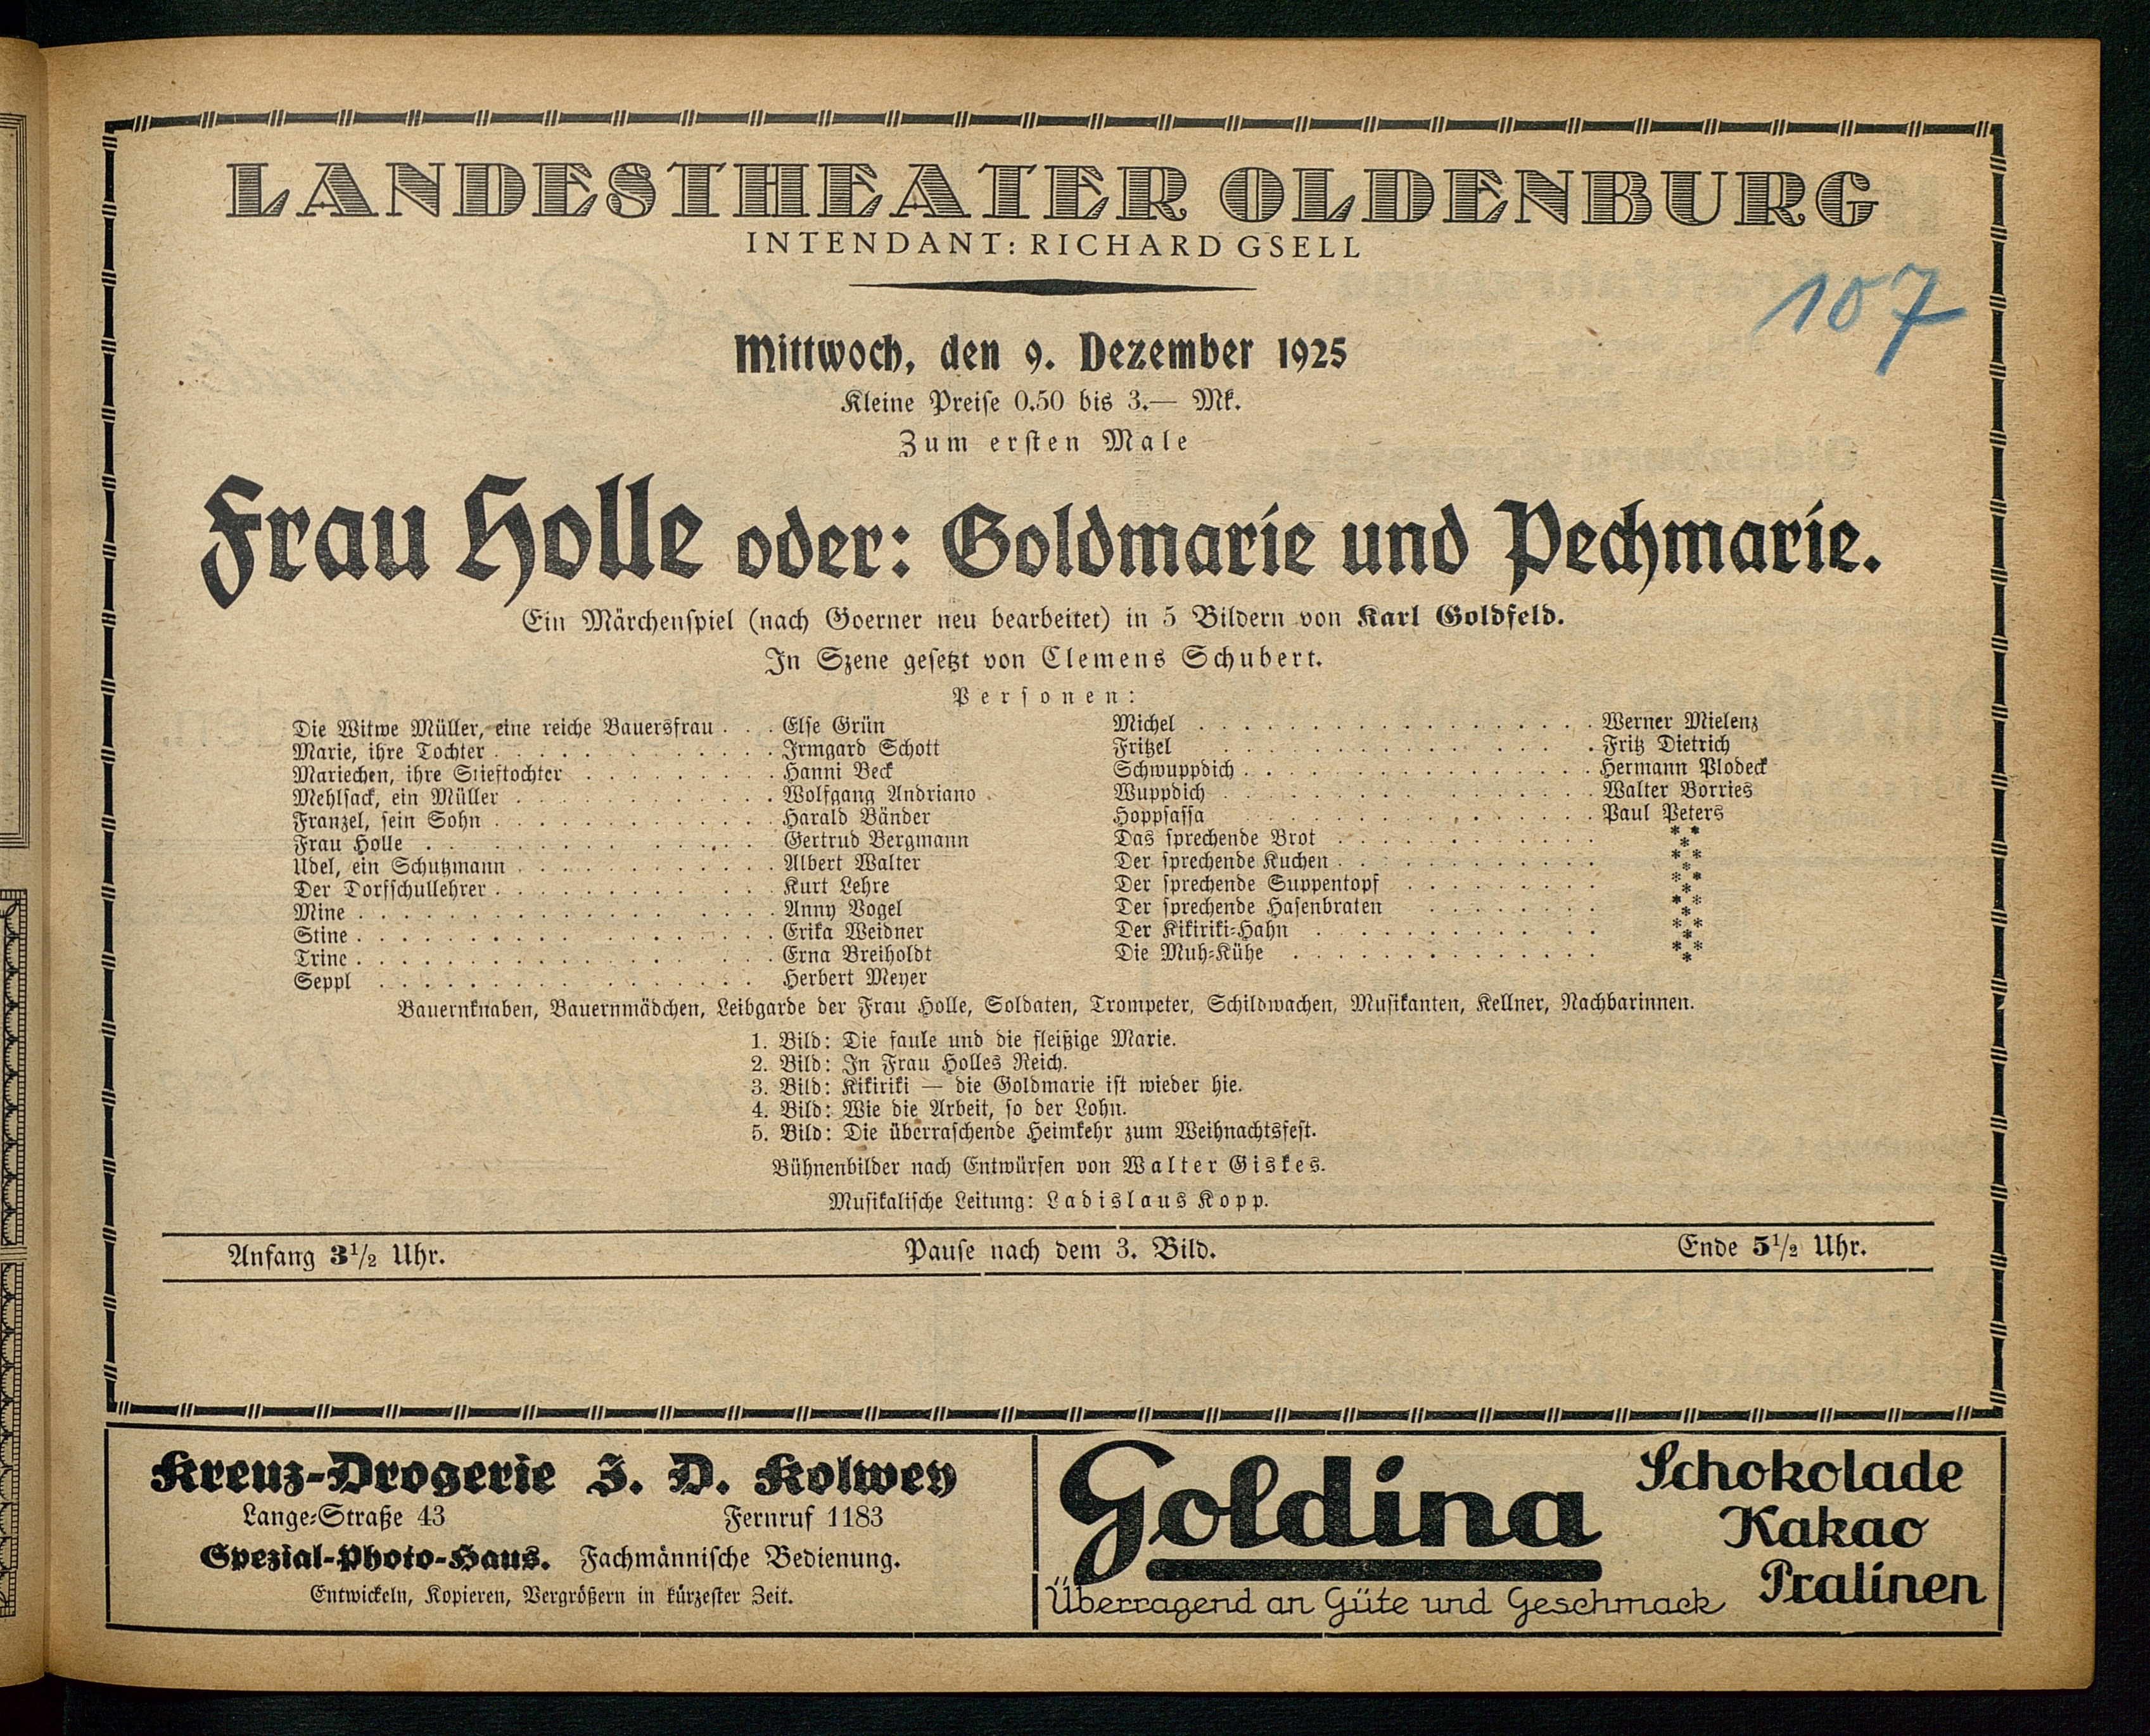 LANDESTHEATER OLDENBURG
INTENDANT: RICHARD GSELL
107
Mittwoch, den 9. Dezember 1925
Kleine Preise 0.50 bis 3.— Mk.
Zum ersten Male
Frau Holle oder: Goldmarie und Pechmarie.
Ein Märchenspiel (nach Goerner neu bearbeitet) in 5 Bildern von Karl Goldfeld.
In Szene gesetzt von Clemens Schubert.
Personen:
Die Witwe Müller, eine reiche Bauersfrau . . . Else Grün
Marie, ihre Tochter . . . Irmgard Schott
Mariechen, ihre Stieftochter . . . Hanni Beck
Mehlsack, ein Müller . . . Wolfgang Andriano
Franzel, sein Sohn . . . Harald Bänder
Frau Holle . . . Gertrud Bergmann
Udel, ein Schutzmann . . . Albert Walter
Der Dorfschullehrer . . . Kurt Lehre
Mine . . . Anny Vogel
Stine . . . Erika Weidner
Trine . . . Erna Breiholdt
Seppl . . . Herbert Meyer
Michel . . . Werner Mielenz
Fritzel . . . Fritz Dietrich
Schwuppdich . . . Hermann Plodeck
Wuppdich . . . Walter Borries
Hoppsassa . . . Paul Peters
Das sprechende Brot . . . * * *
Der sprechende Kuchen . . . * * *
Der sprechende Suppentopf . . . * * *
Der sprechende Hasenbraten . . . * * *
Der Kikiriki-Hahn . . . * * *
Die Muh-Kühe . . . * * *
Bauernknaben, Bauernmädchen, Leibgarde der Frau Holle, Soldaten, Trompeter, Schildwachen, Musikanten, Kellner, Nachbarinnen.
1. Bild: Die faule und die fleißige Marie.
2. Bild: In Frau Holles Reich.
3. Bild: Kikiriki — die Goldmarie ist wieder hie.
4. Bild: Wie die Arbeit, so der Lohn.
5. Bild: Die überraschende Heimkehr zum Weihnachtsfest.
Bühnenbilder nach Entwürfen von Walter Giskes.
Musikalische Leitung: Ladislaus Kopp.
Anfang 3½ Uhr. Pause nach dem 3. Bild. Ende 5½ Uhr.
Kreuz-Drogerie J. D. Kolwey
Lange-Straße 43 Fernruf 1183
Spezial-Photo-Haus. Fachmännische Bedienung.
Entwickeln, Kopieren, Vergrößern in kürzester Zeit.
Goldina
Schokolade
Kakao
Pralinen
Überragend an Güte und Geschmack